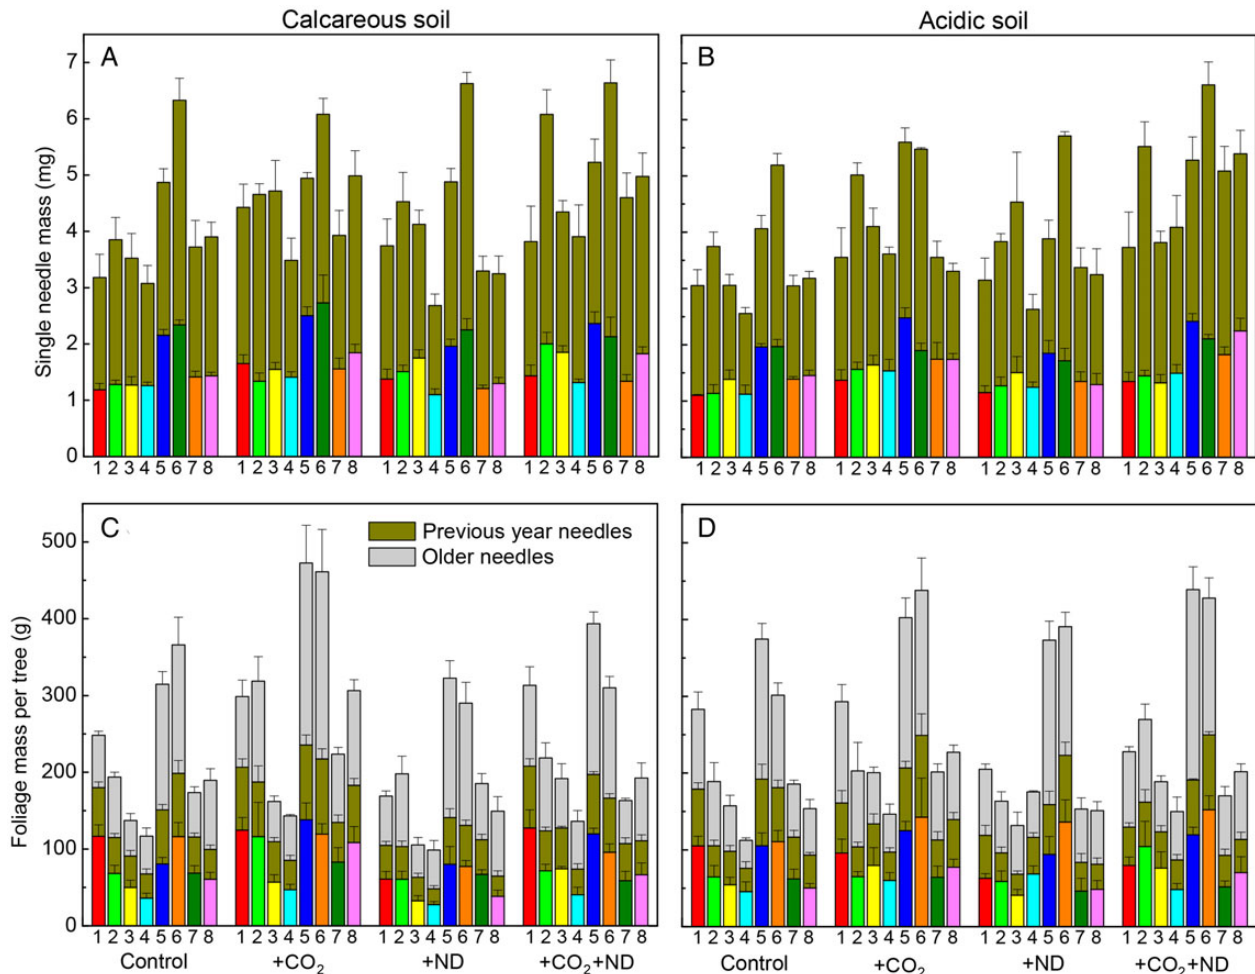 Calcareous soil
Acidic soil
A
B
Single needle mass (mg)
7
6
5
4
3
2
1
0
1 2 3 4 5 6 7 8
1 2 3 4 5 6 7 8
1 2 3 4 5 6 7 8
1 2 3 4 5 6 7 8
1 2 3 4 5 6 7 8
1 2 3 4 5 6 7 8
1 2 3 4 5 6 7 8
1 2 3 4 5 6 7 8
C
D
Previous year needles
Older needles
Foliage mass per tree (g)
500
400
300
200
100
0
1 2 3 4 5 6 7 8
1 2 3 4 5 6 7 8
1 2 3 4 5 6 7 8
1 2 3 4 5 6 7 8
1 2 3 4 5 6 7 8
1 2 3 4 5 6 7 8
1 2 3 4 5 6 7 8
1 2 3 4 5 6 7 8
Control
+CO₂
+ND
+CO₂+ND
Control
+CO₂
+ND
+CO₂+ND